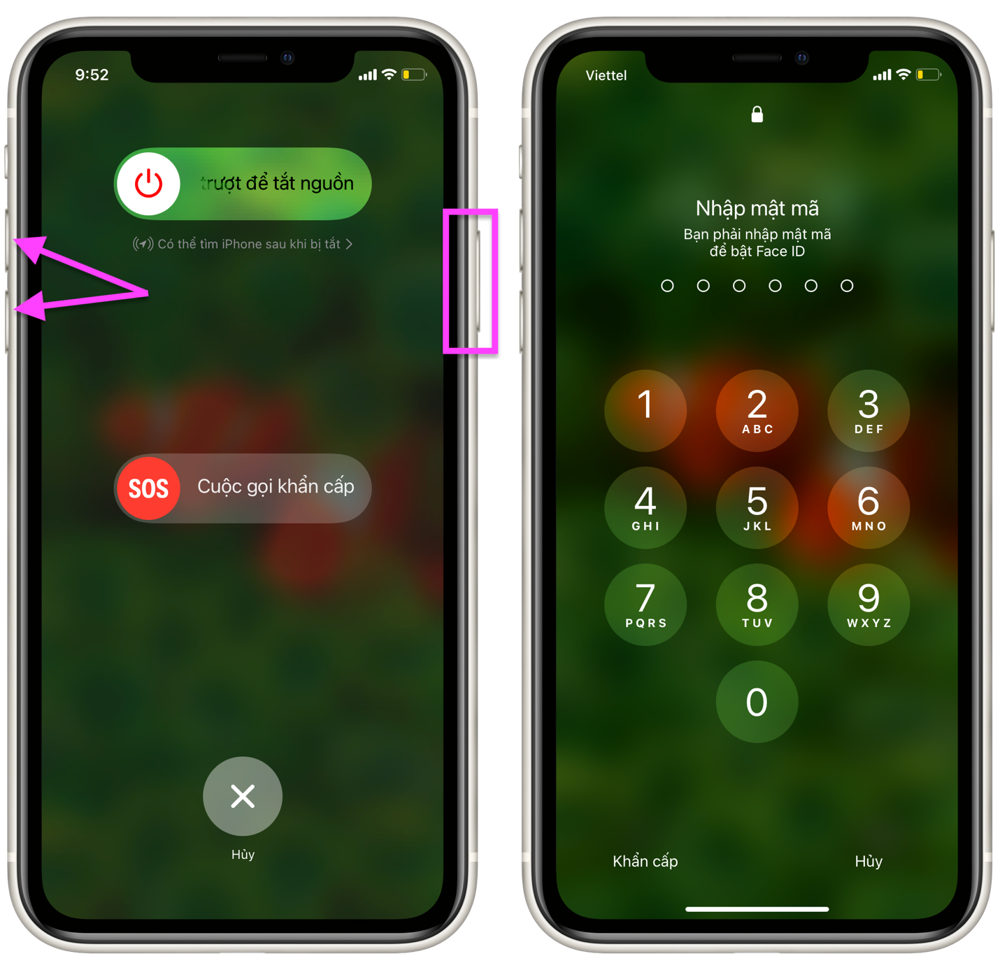 9:52
trượt để tắt nguồn
Có thể tìm iPhone sau khi bị tắt
SOS Cuộc gọi khẩn cấp
Hủy
Viettel
Nhập mật mã
Bạn phải nhập mật mã
để bật Face ID
1 2 3
ABC DEF
4 5 6
GHI JKL MNO
7 8 9
PQRS TUV WXYZ
0
Khẩn cấp Hủy